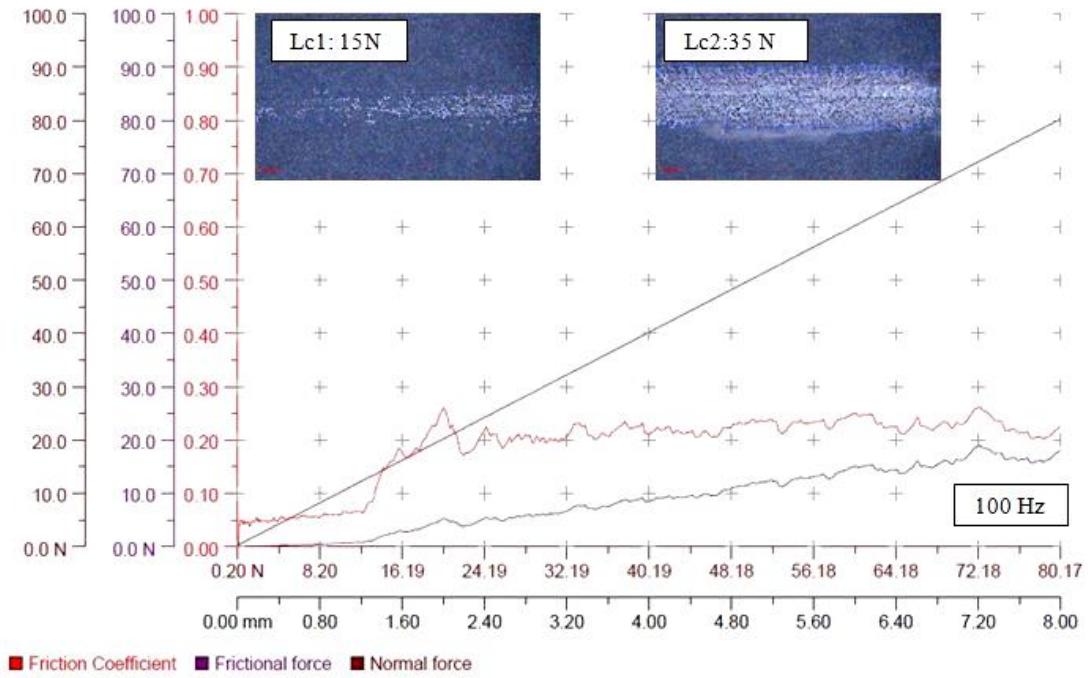 Lc1: 15N
Lc2:35 N
100.0 100.0 1.00
90.0 90.0 0.90
80.0 80.0 0.80
70.0 70.0 0.70
60.0 60.0 0.60
50.0 50.0 0.50
40.0 40.0 0.40
30.0 30.0 0.30
20.0 20.0 0.20
10.0 10.0 0.10
100 Hz
0.0 N 0.0 N 0.00
0.20 N 8.20 16.19 24.19 32.19 40.19 48.18 56.18 64.18 72.18 80.17
0.00 mm 0.80 1.60 2.40 3.20 4.00 4.80 5.60 6.40 7.20 8.00
Friction Coefficient Frictional force Normal force